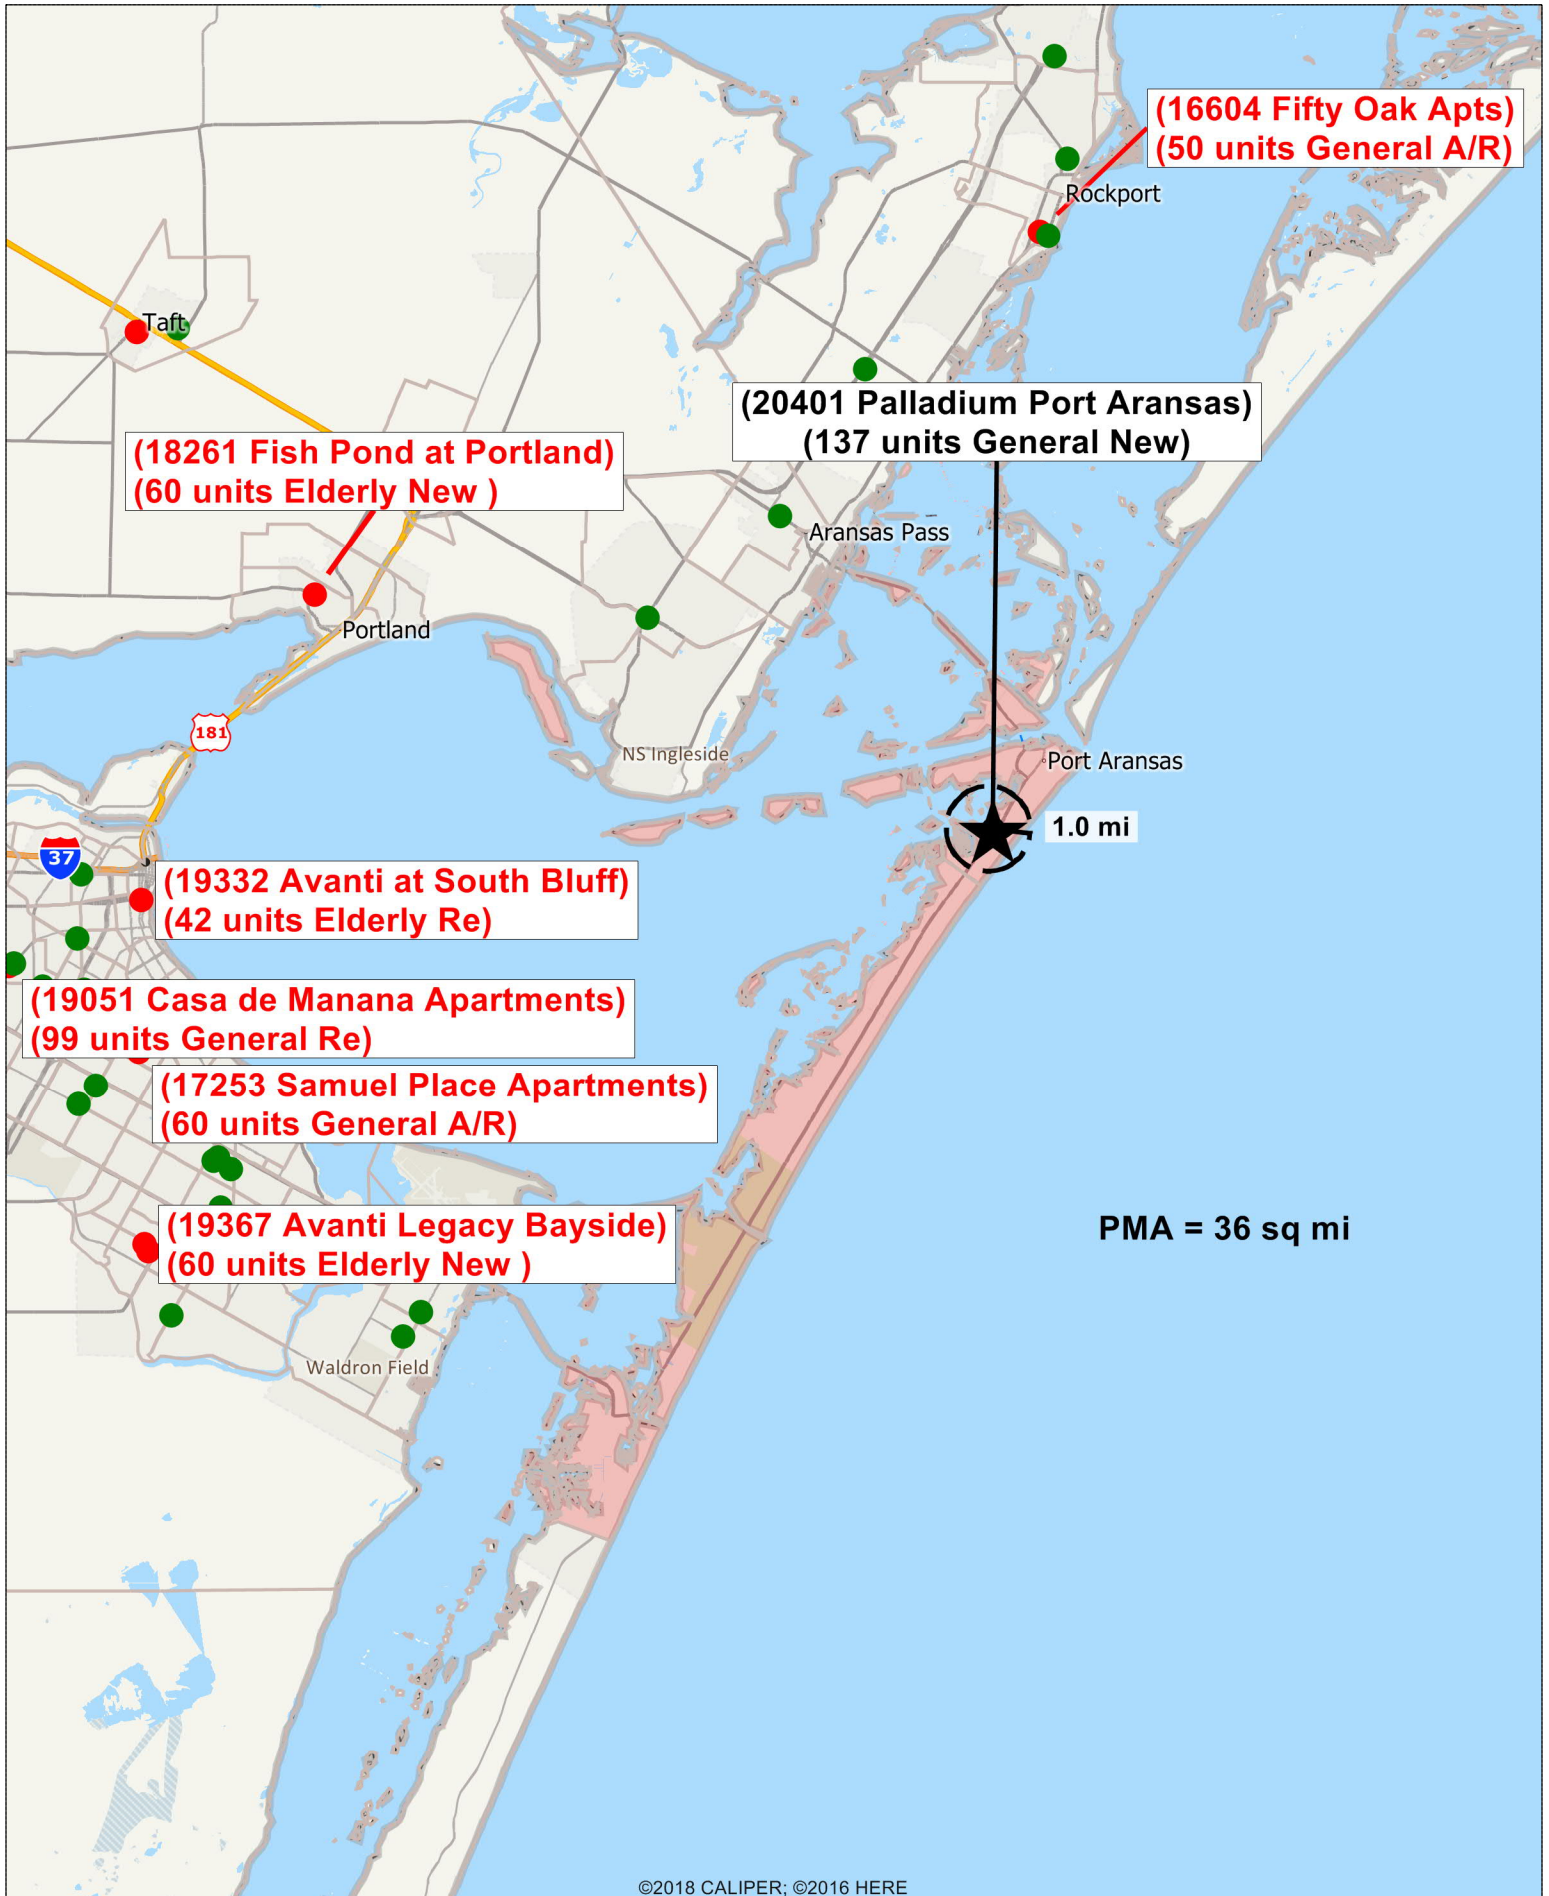 (16604 Fifty Oak Apts)
(50 units General A/R)
Rockport
Taft
(20401 Palladium Port Aransas)
(137 units General New)
(18261 Fish Pond at Portland)
(60 units Elderly New )
Aransas Pass
Portland
181
NS Ingleside
Port Aransas
1.0 mi
37
(19332 Avanti at South Bluff)
(42 units Elderly Re)
(19051 Casa de Manana Apartments)
(99 units General Re)
(17253 Samuel Place Apartments)
(60 units General A/R)
(19367 Avanti Legacy Bayside)
(60 units Elderly New )
PMA = 36 sq mi
Waldron Field
©2018 CALIPER; ©2016 HERE